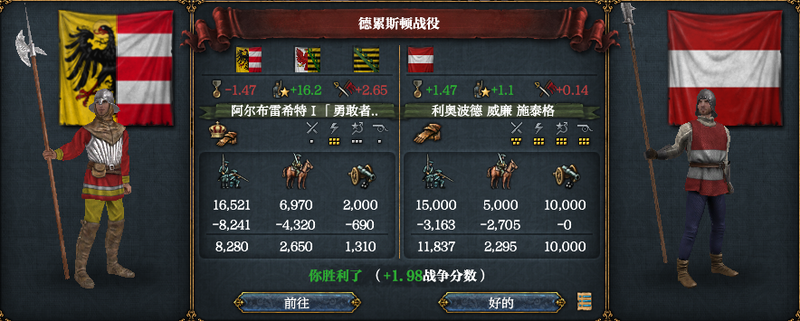 德累斯顿战役
-1.47 +16.2 +2.65 +1.47 +1.1 +0.14
阿尔布雷希特 I「勇敢者.. 利奥波德 威廉 施泰格
16,521 6,970 2,000 15,000 5,000 10,000
-8,241 -4,320 -690 -3,163 -2,705 -0
8,280 2,650 1,310 11,837 2,295 10,000
你胜利了 （+1.98战争分数）
前往 好的